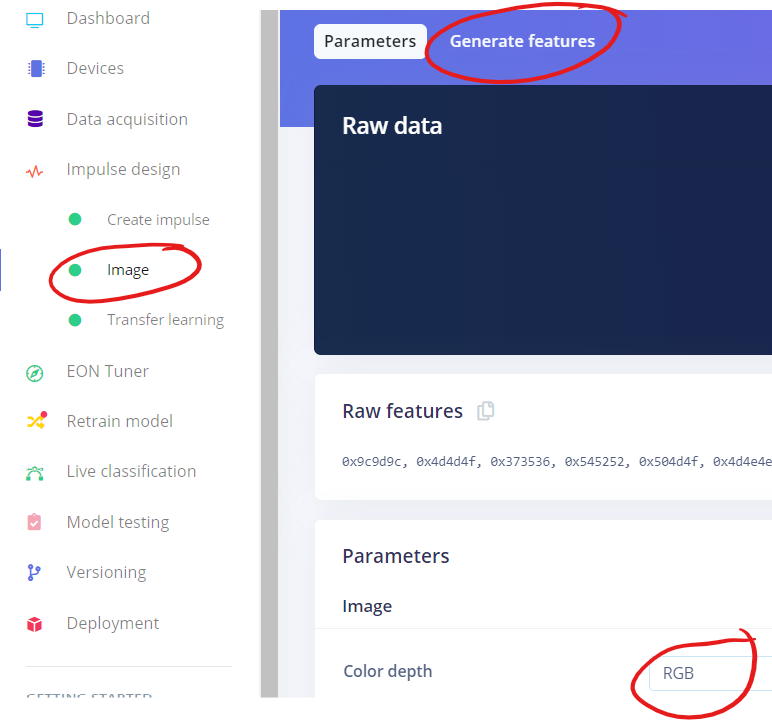 Dashboard
Devices
Data acquisition
Impulse design
Create impulse
Image
Transfer learning
EON Tuner
Retrain model
Live classification
Model testing
Versioning
Deployment
GETTING STARTED
Parameters
Generate features
Raw data
Raw features
0x9c9d9c, 0x4d4d4f, 0x373536, 0x545252, 0x504d4f, 0x4d4e4e
Parameters
Image
Color depth
RGB